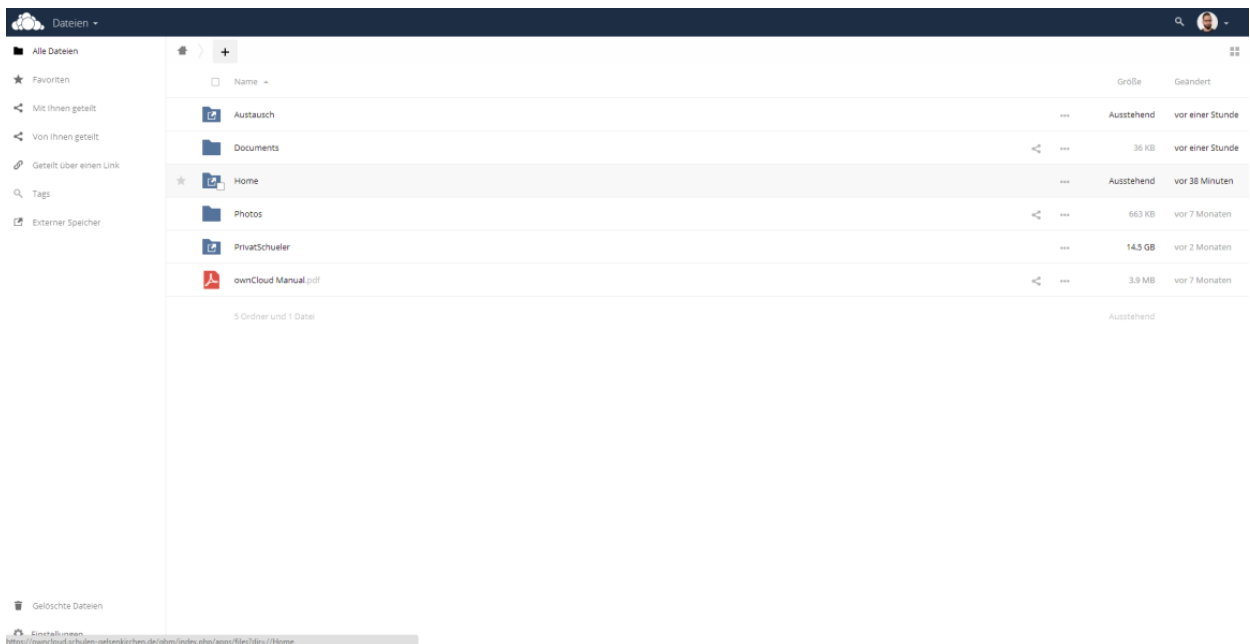 Dateien
Alle Dateien
Favoriten
Mit Ihnen geteilt
Von Ihnen geteilt
Geteilt über einen Link
Tags
Externer Speicher
Name Größe Geändert
Austausch Ausstehend vor einer Stunde
Documents 36 KB vor einer Stunde
Home Ausstehend vor 38 Minuten
Photos 663 KB vor 7 Monaten
PrivatSchueler 14.5 GB vor 2 Monaten
ownCloud Manual.pdf 3.9 MB vor 7 Monaten
5 Ordner und 1 Datei Ausstehend
Gelöschte Dateien
Einstellungen
https://owncloud.schulen-gelsenkirchen.de/gbm/index.php/apps/files?dir=//Home